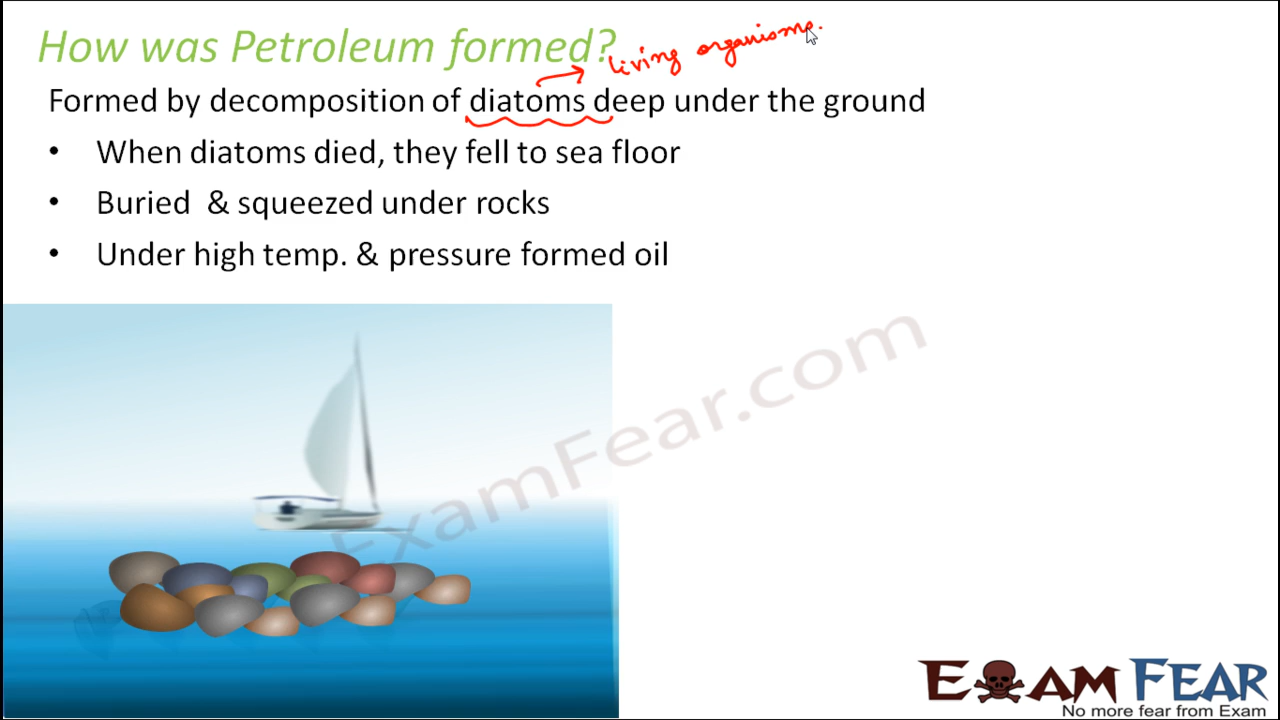 How was Petroleum formed?
living organisms.
Formed by decomposition of diatoms deep under the ground
• When diatoms died, they fell to sea floor
• Buried & squeezed under rocks
• Under high temp. & pressure formed oil
ExamFear.com
EXAM FEAR
No more fear from Exam